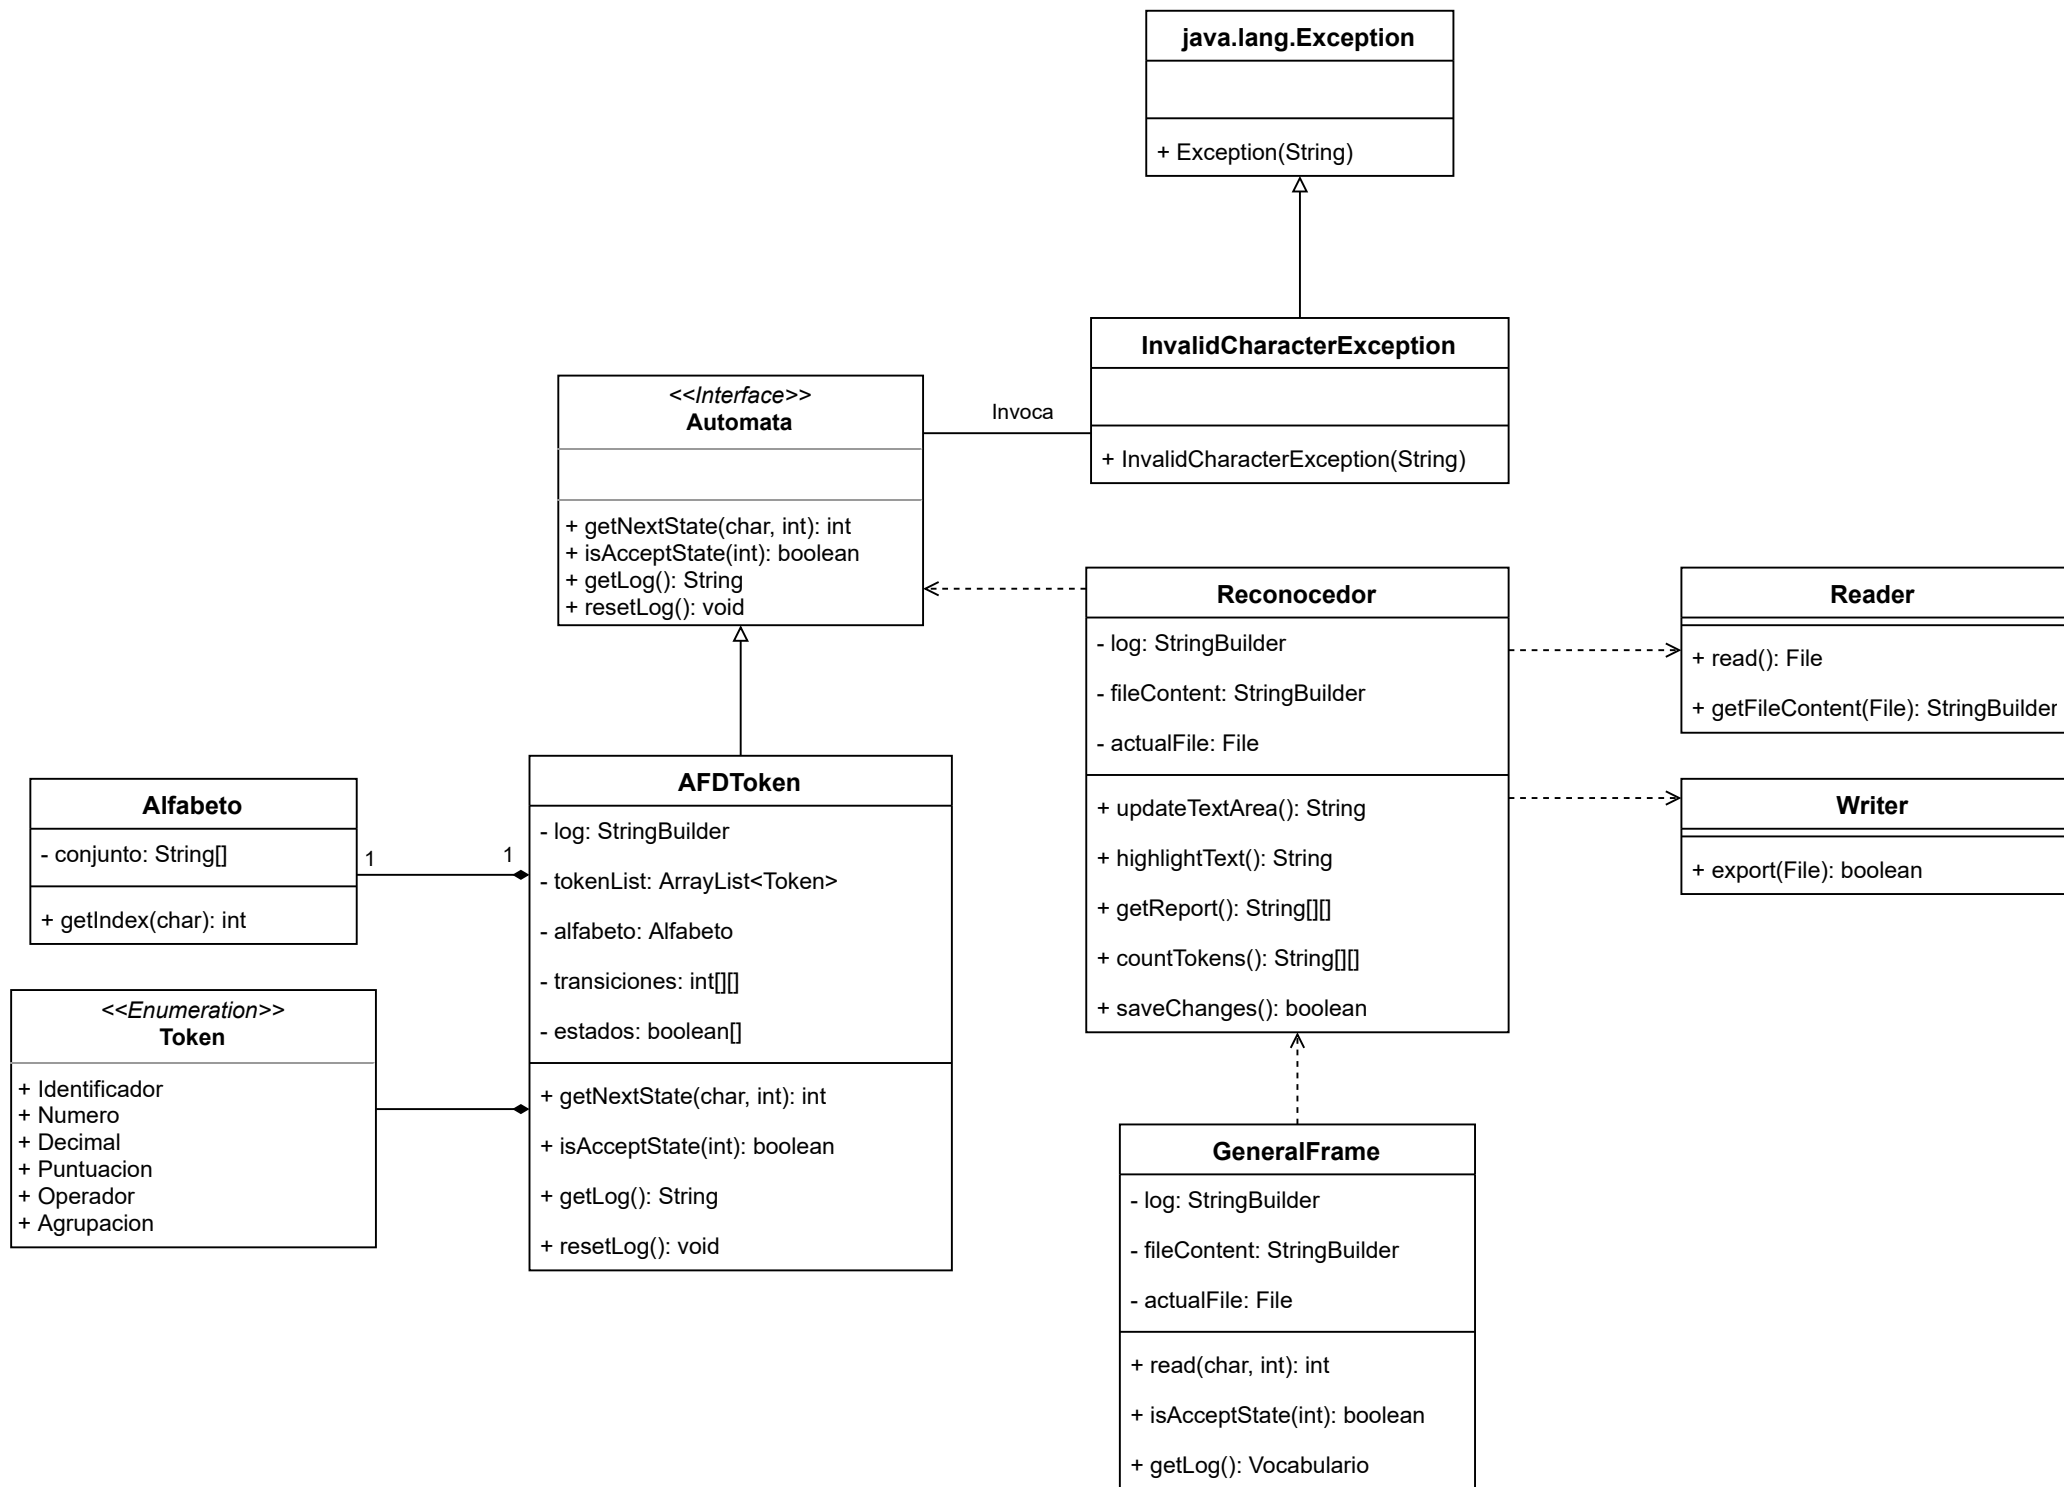 java.lang.Exception
+ Exception(String)
InvalidCharacterException
+ InvalidCharacterException(String)
Invoca
<<Interface>>
Automata
+ getNextState(char, int): int
+ isAcceptState(int): boolean
+ getLog(): String
+ resetLog(): void
Reconocedor
- log: StringBuilder
- fileContent: StringBuilder
- actualFile: File
+ updateTextArea(): String
+ highlightText(): String
+ getReport(): String[][]
+ countTokens(): String[][]
+ saveChanges(): boolean
Reader
+ read(): File
+ getFileContent(File): StringBuilder
Writer
+ export(File): boolean
Alfabeto
- conjunto: String[]
+ getIndex(char): int
1
1
AFDToken
- log: StringBuilder
- tokenList: ArrayList<Token>
- alfabeto: Alfabeto
- transiciones: int[][]
- estados: boolean[]
+ getNextState(char, int): int
+ isAcceptState(int): boolean
+ getLog(): String
+ resetLog(): void
<<Enumeration>>
Token
+ Identificador
+ Numero
+ Decimal
+ Puntuacion
+ Operador
+ Agrupacion
GeneralFrame
- log: StringBuilder
- fileContent: StringBuilder
- actualFile: File
+ read(char, int): int
+ isAcceptState(int): boolean
+ getLog(): Vocabulario